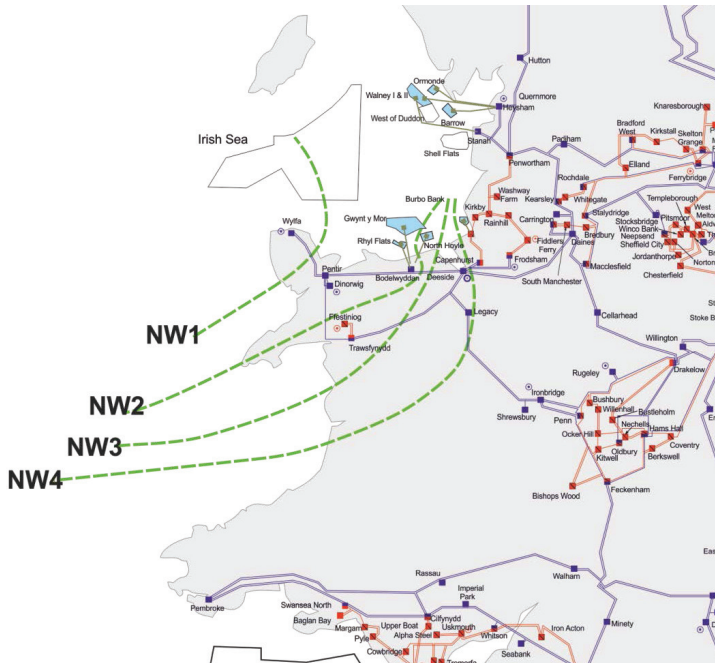 Hutton
Ormonde
Walney I & II
Quernmore
Heysham
Knaresborough
Barrow
West of Duddon
Stanah
Padiham
Bradford
West
Kirkstall
Skelton
Grange
Irish Sea
Shell Flats
Penwortham
Elland
Ferrybridge
Rochdale
Washway
Farm
Kearsley
Whitegate
Templeborough
West
Melton
Burbo Bank
Kirkby
Stalybridge
Stocksbridge
Pitsmoor
Gwynt y Mor
Rainhill
Carrington
Winco Bank
Neepsend
Sheffield City
Wylfa
Rhyl Flats
North Hoyle
Fiddlers
Ferry
Daines
Bredbury
Jordanthorpe
Norton
Capenhurst
Frodsham
Macclesfield
Chesterfield
Pentir
Bodelwyddan
Deeside
South Manchester
Dinorwig
Stoke B
Ffestiniog
Legacy
Cellarhead
NW1
Trawsfynydd
Willington
Rugeley
Drakelow
NW2
Ironbridge
Bushbury
Willenhall
Bustleholm
Shrewsbury
Penn
Nechells
Hams Hall
NW3
Ocker Hill
Oldbury
Coventry
Kitwell
Berkswell
NW4
Bishops Wood
Feckenham
Eas
Rassau
Walham
Imperial
Park
Pembroke
Swansea North
Cilfynydd
Baglan Bay
Upper Boat
Uskmouth
Iron Acton
Minety
Margam
Alpha Steel
Whitson
Pyle
Seabank
Cowbridge